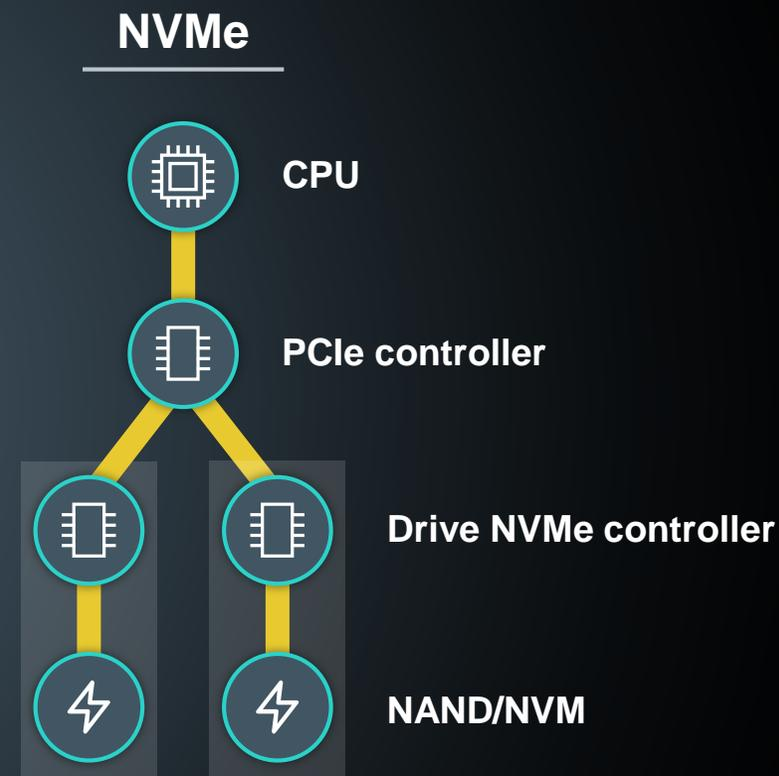 NVMe
CPU
PCIe controller
Drive NVMe controller
NAND/NVM